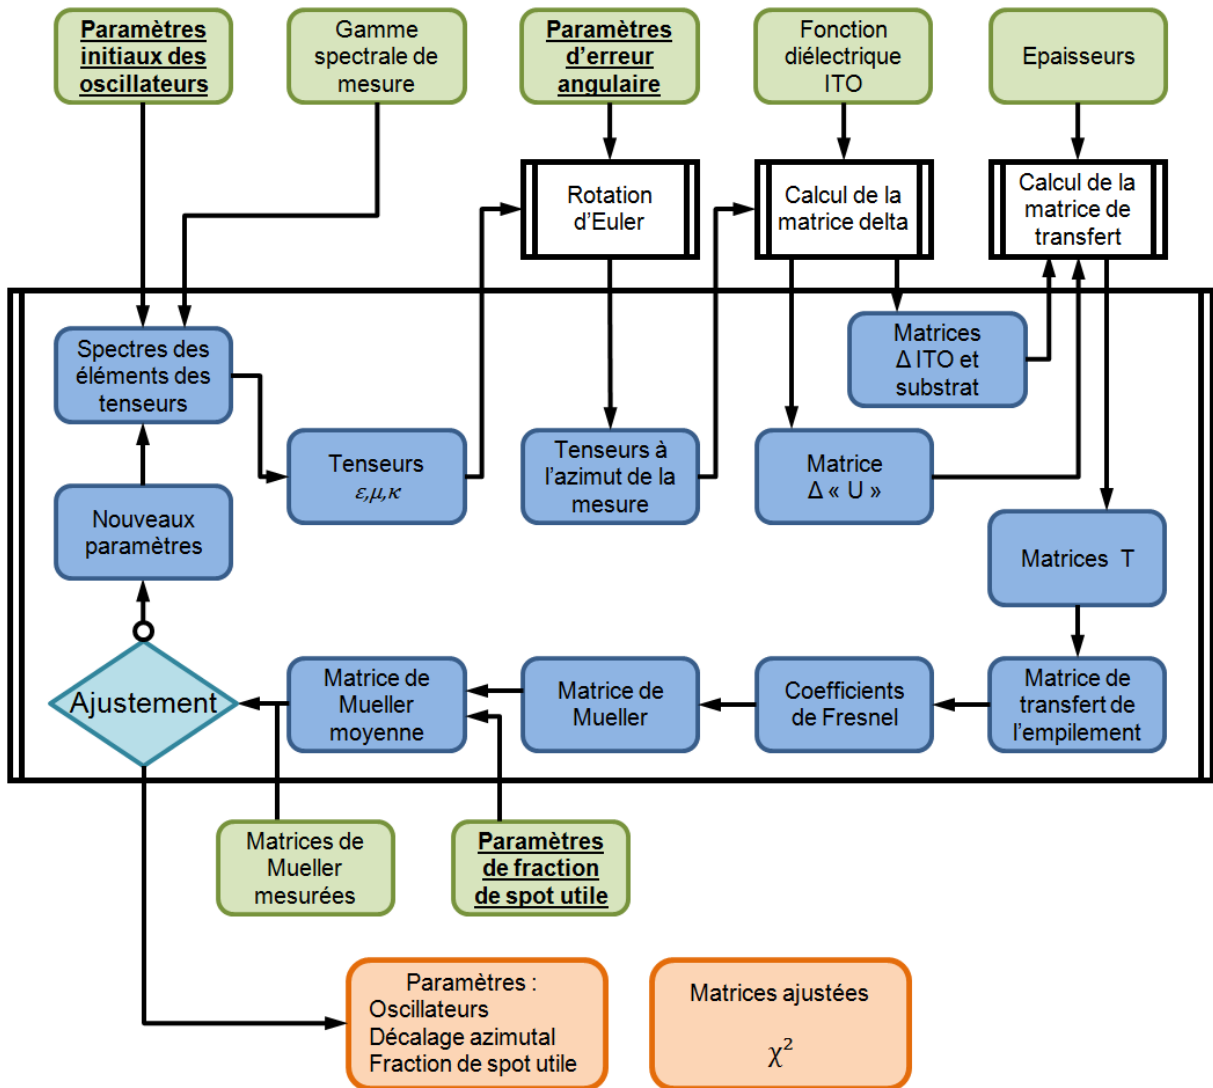 Paramètres
initiaux des
oscillateurs
Gamme
spectrale de
mesure
Paramètres
d'erreur
angulaire
Fonction
diélectrique
ITO
Epaisseurs
Rotation
d'Euler
Calcul de la
matrice delta
Calcul de la
matrice de
transfert
Spectres des
éléments des
tenseurs
Matrices
Δ ITO et
substrat
Tenseurs
ε,μ,κ
Tenseurs à
l'azimut de la
mesure
Matrice
Δ « U »
Nouveaux
paramètres
Matrices T
Ajustement
Matrice de
Mueller
moyenne
Matrice de
Mueller
Coefficients
de Fresnel
Matrice de
transfert de
l'empilement
Matrices de
Mueller
mesurées
Paramètres
de fraction
de spot utile
Paramètres :
Oscillateurs
Décalage azimutal
Fraction de spot utile
Matrices ajustées
χ²